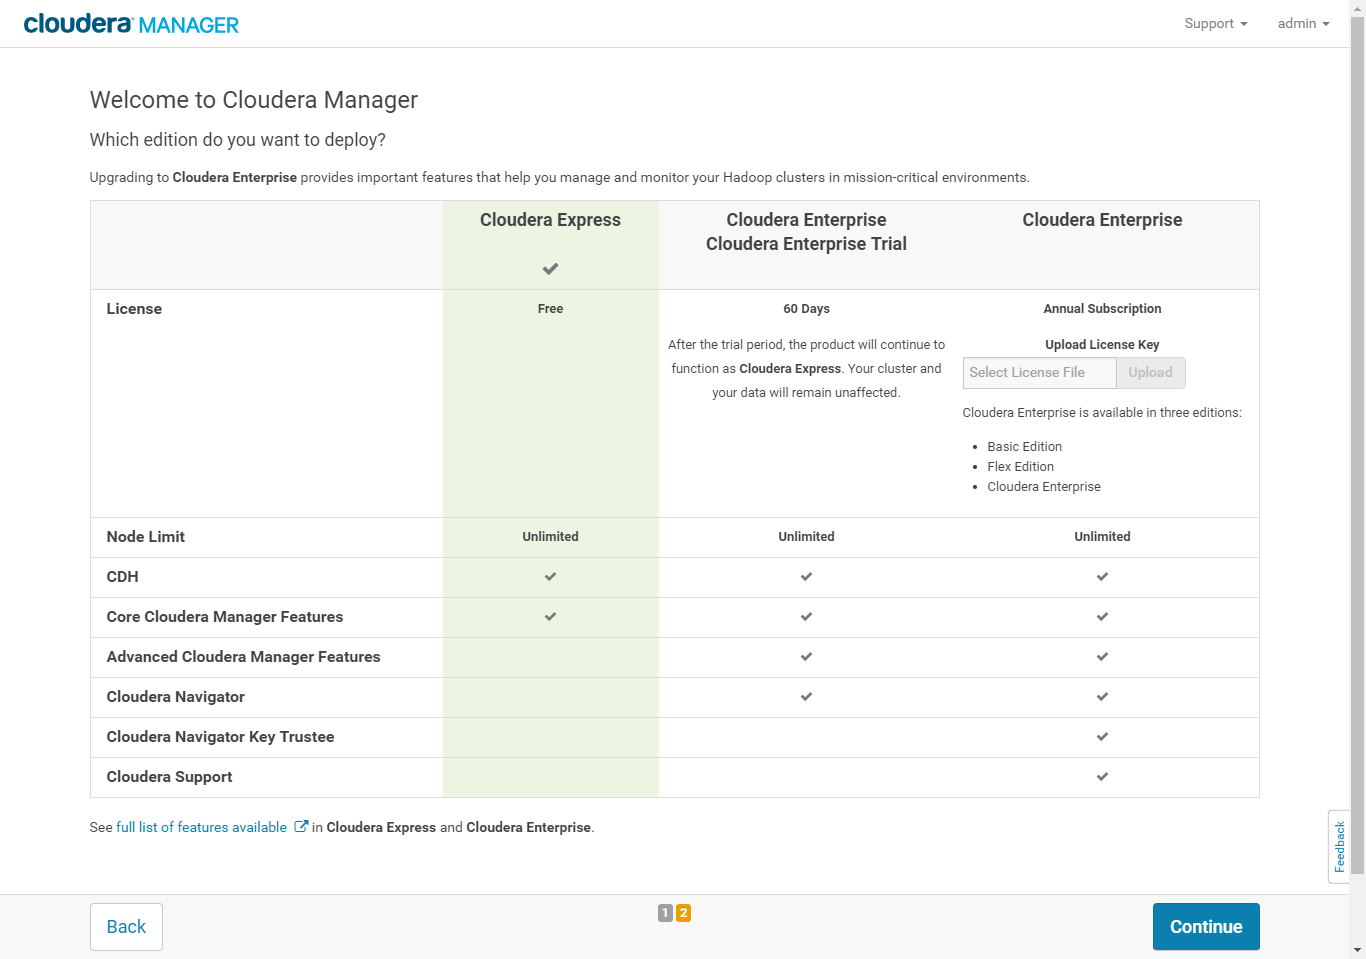 cloudera MANAGER
Support
admin
Welcome to Cloudera Manager
Which edition do you want to deploy?
Upgrading to Cloudera Enterprise provides important features that help you manage and monitor your Hadoop clusters in mission-critical environments.
Cloudera Express
Cloudera Enterprise
Cloudera Enterprise Trial
Cloudera Enterprise
License
Free
60 Days
After the trial period, the product will continue to
function as Cloudera Express. Your cluster and
your data will remain unaffected.
Annual Subscription
Upload License Key
Select License File
Upload
Cloudera Enterprise is available in three editions:
Basic Edition
Flex Edition
Cloudera Enterprise
Node Limit
Unlimited
Unlimited
Unlimited
CDH
Core Cloudera Manager Features
Advanced Cloudera Manager Features
Cloudera Navigator
Cloudera Navigator Key Trustee
Cloudera Support
See full list of features available in Cloudera Express and Cloudera Enterprise.
Feedback
Back
1 2
Continue